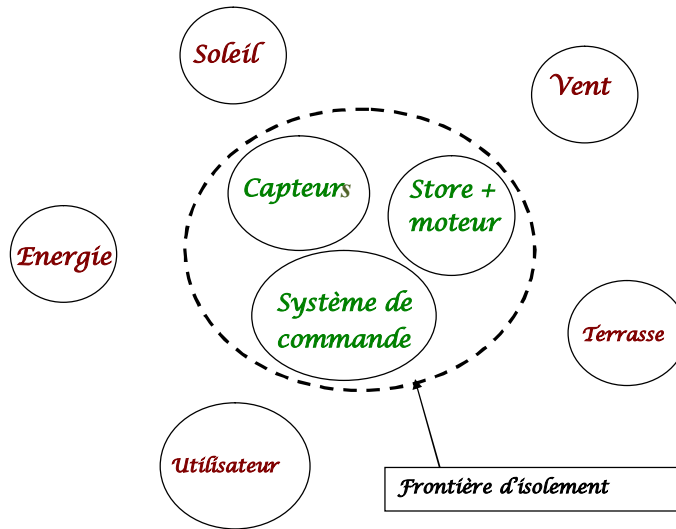 Soleil
Vent
Capteurs
Store +
moteur
Energie
Système de
commande
Terrasse
Utilisateur
Frontière d'isolement